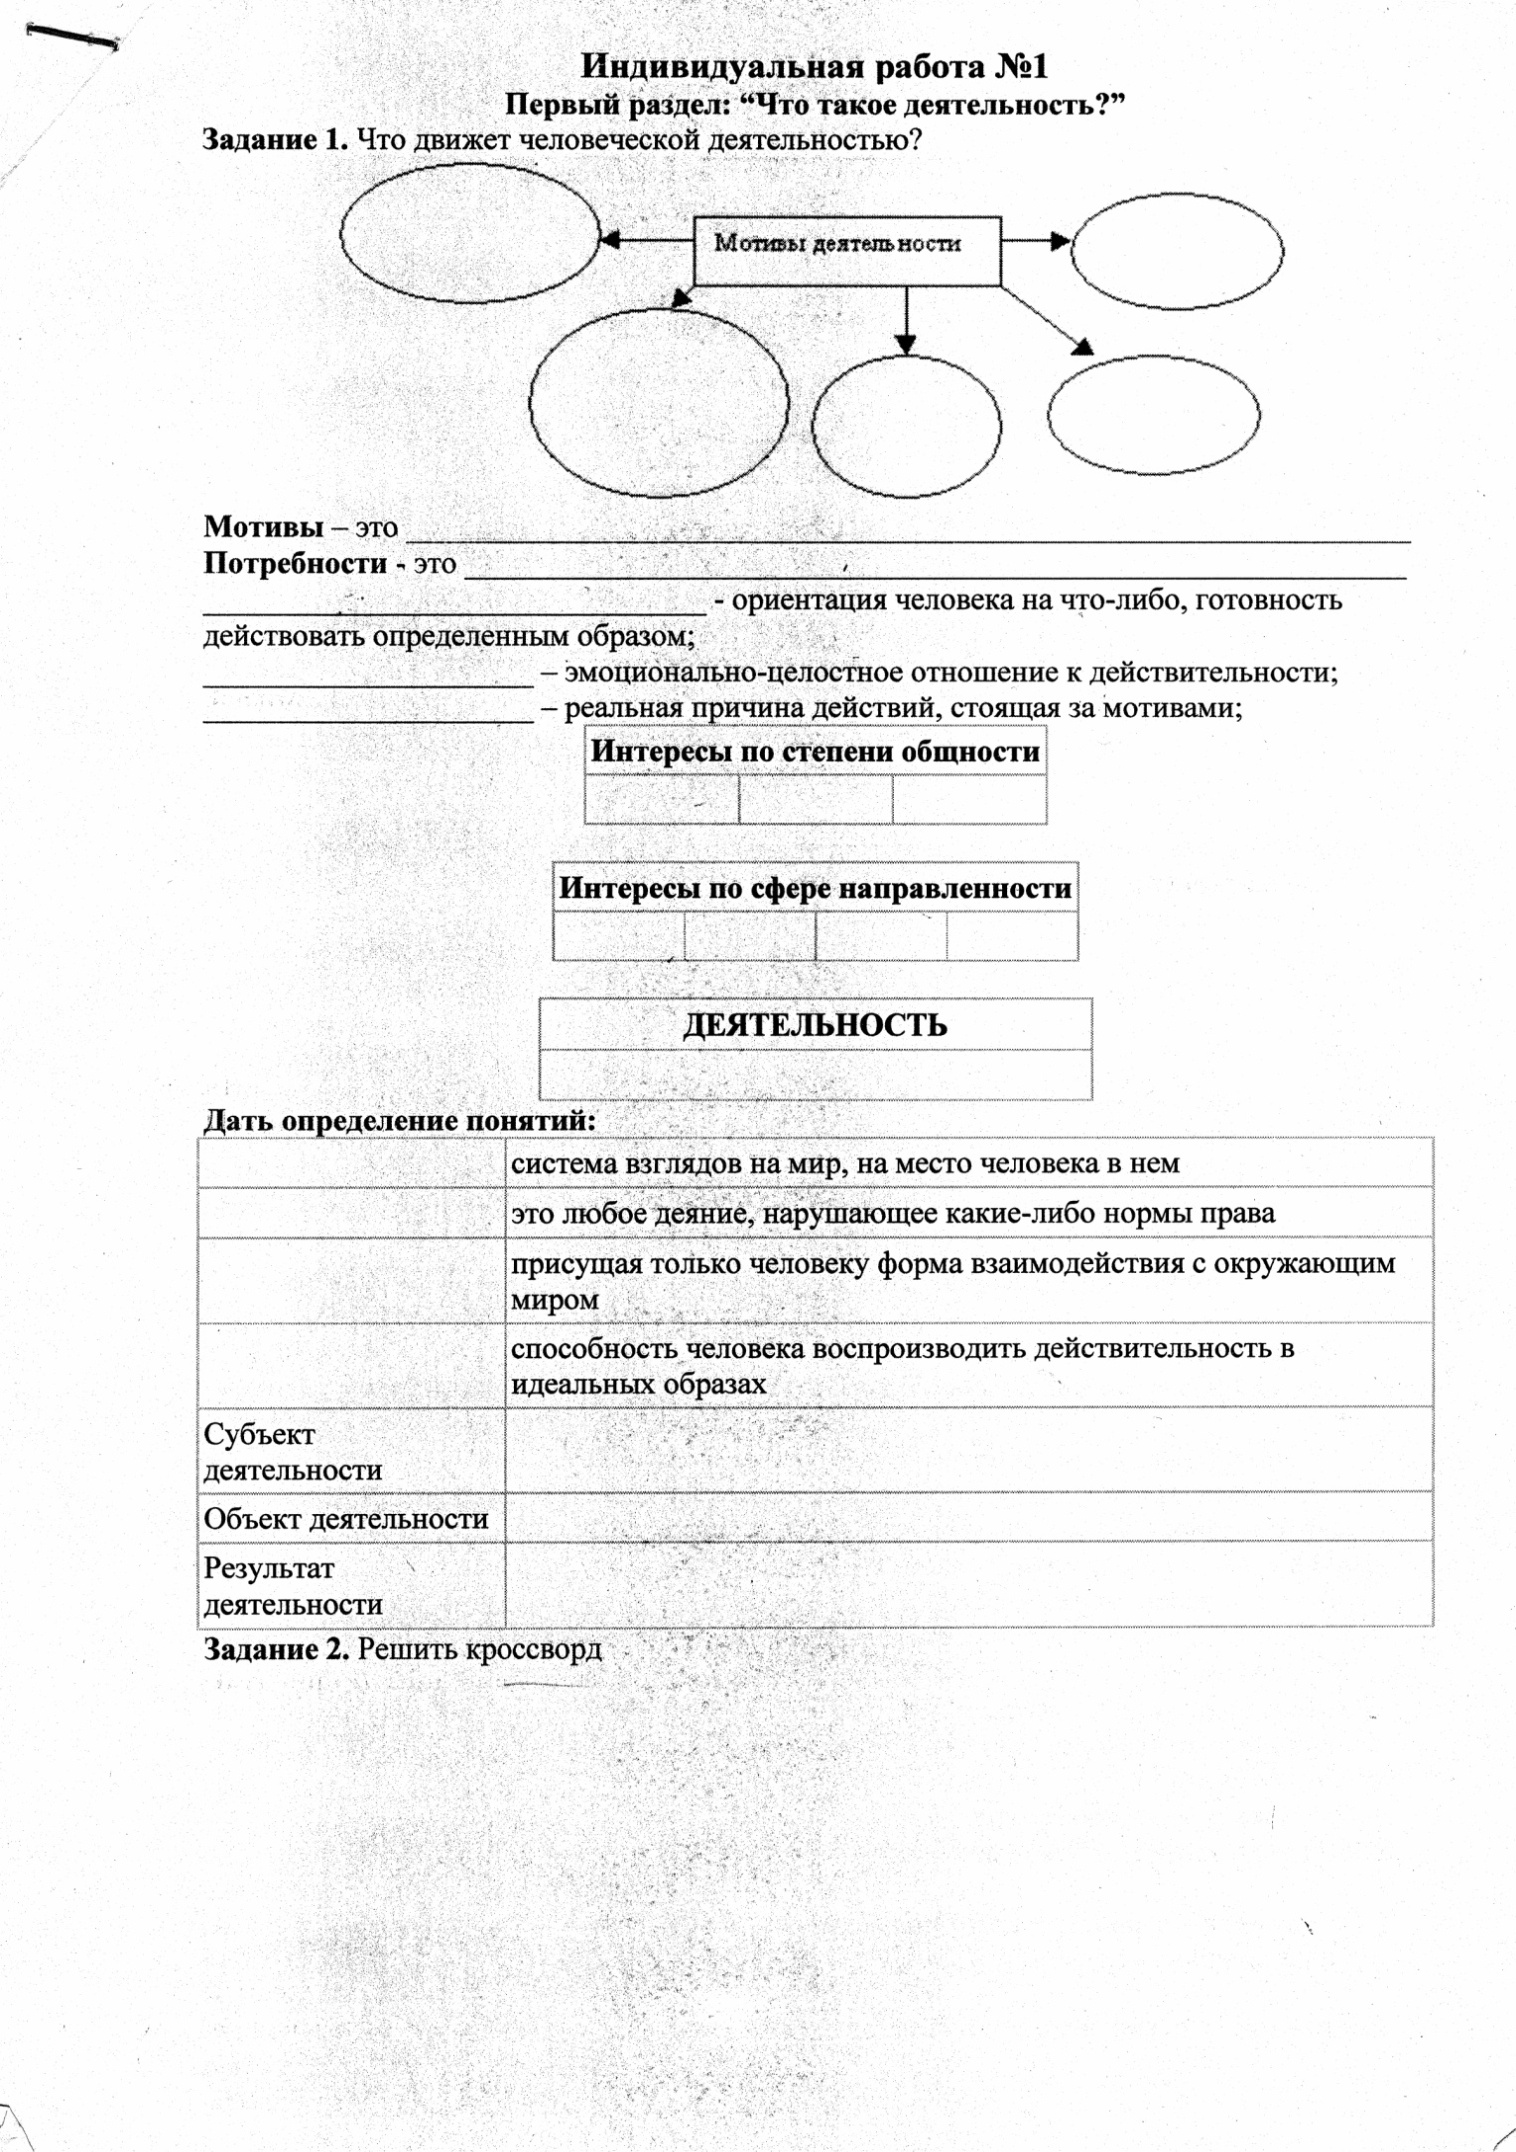 Индивидуальная работа №1
Первый раздел: “Что такое деятельность?”
Задание 1. Что движет человеческой деятельностью?
Мотивы деятельности
Мотивы – это
Потребности - это
- ориентация человека на что-либо, готовность
действовать определенным образом;
– эмоционально-целостное отношение к действительности;
– реальная причина действий, стоящая за мотивами;
Интересы по степени общности
Интересы по сфере направленности
ДЕЯТЕЛЬНОСТЬ
Дать определение понятий:
система взглядов на мир, на место человека в нем
это любое деяние, нарушающее какие-либо нормы права
присущая только человеку форма взаимодействия с окружающим
миром
способность человека воспроизводить действительность в
идеальных образах
Субъект
деятельности
Объект деятельности
Результат
деятельности
Задание 2. Решить кроссворд